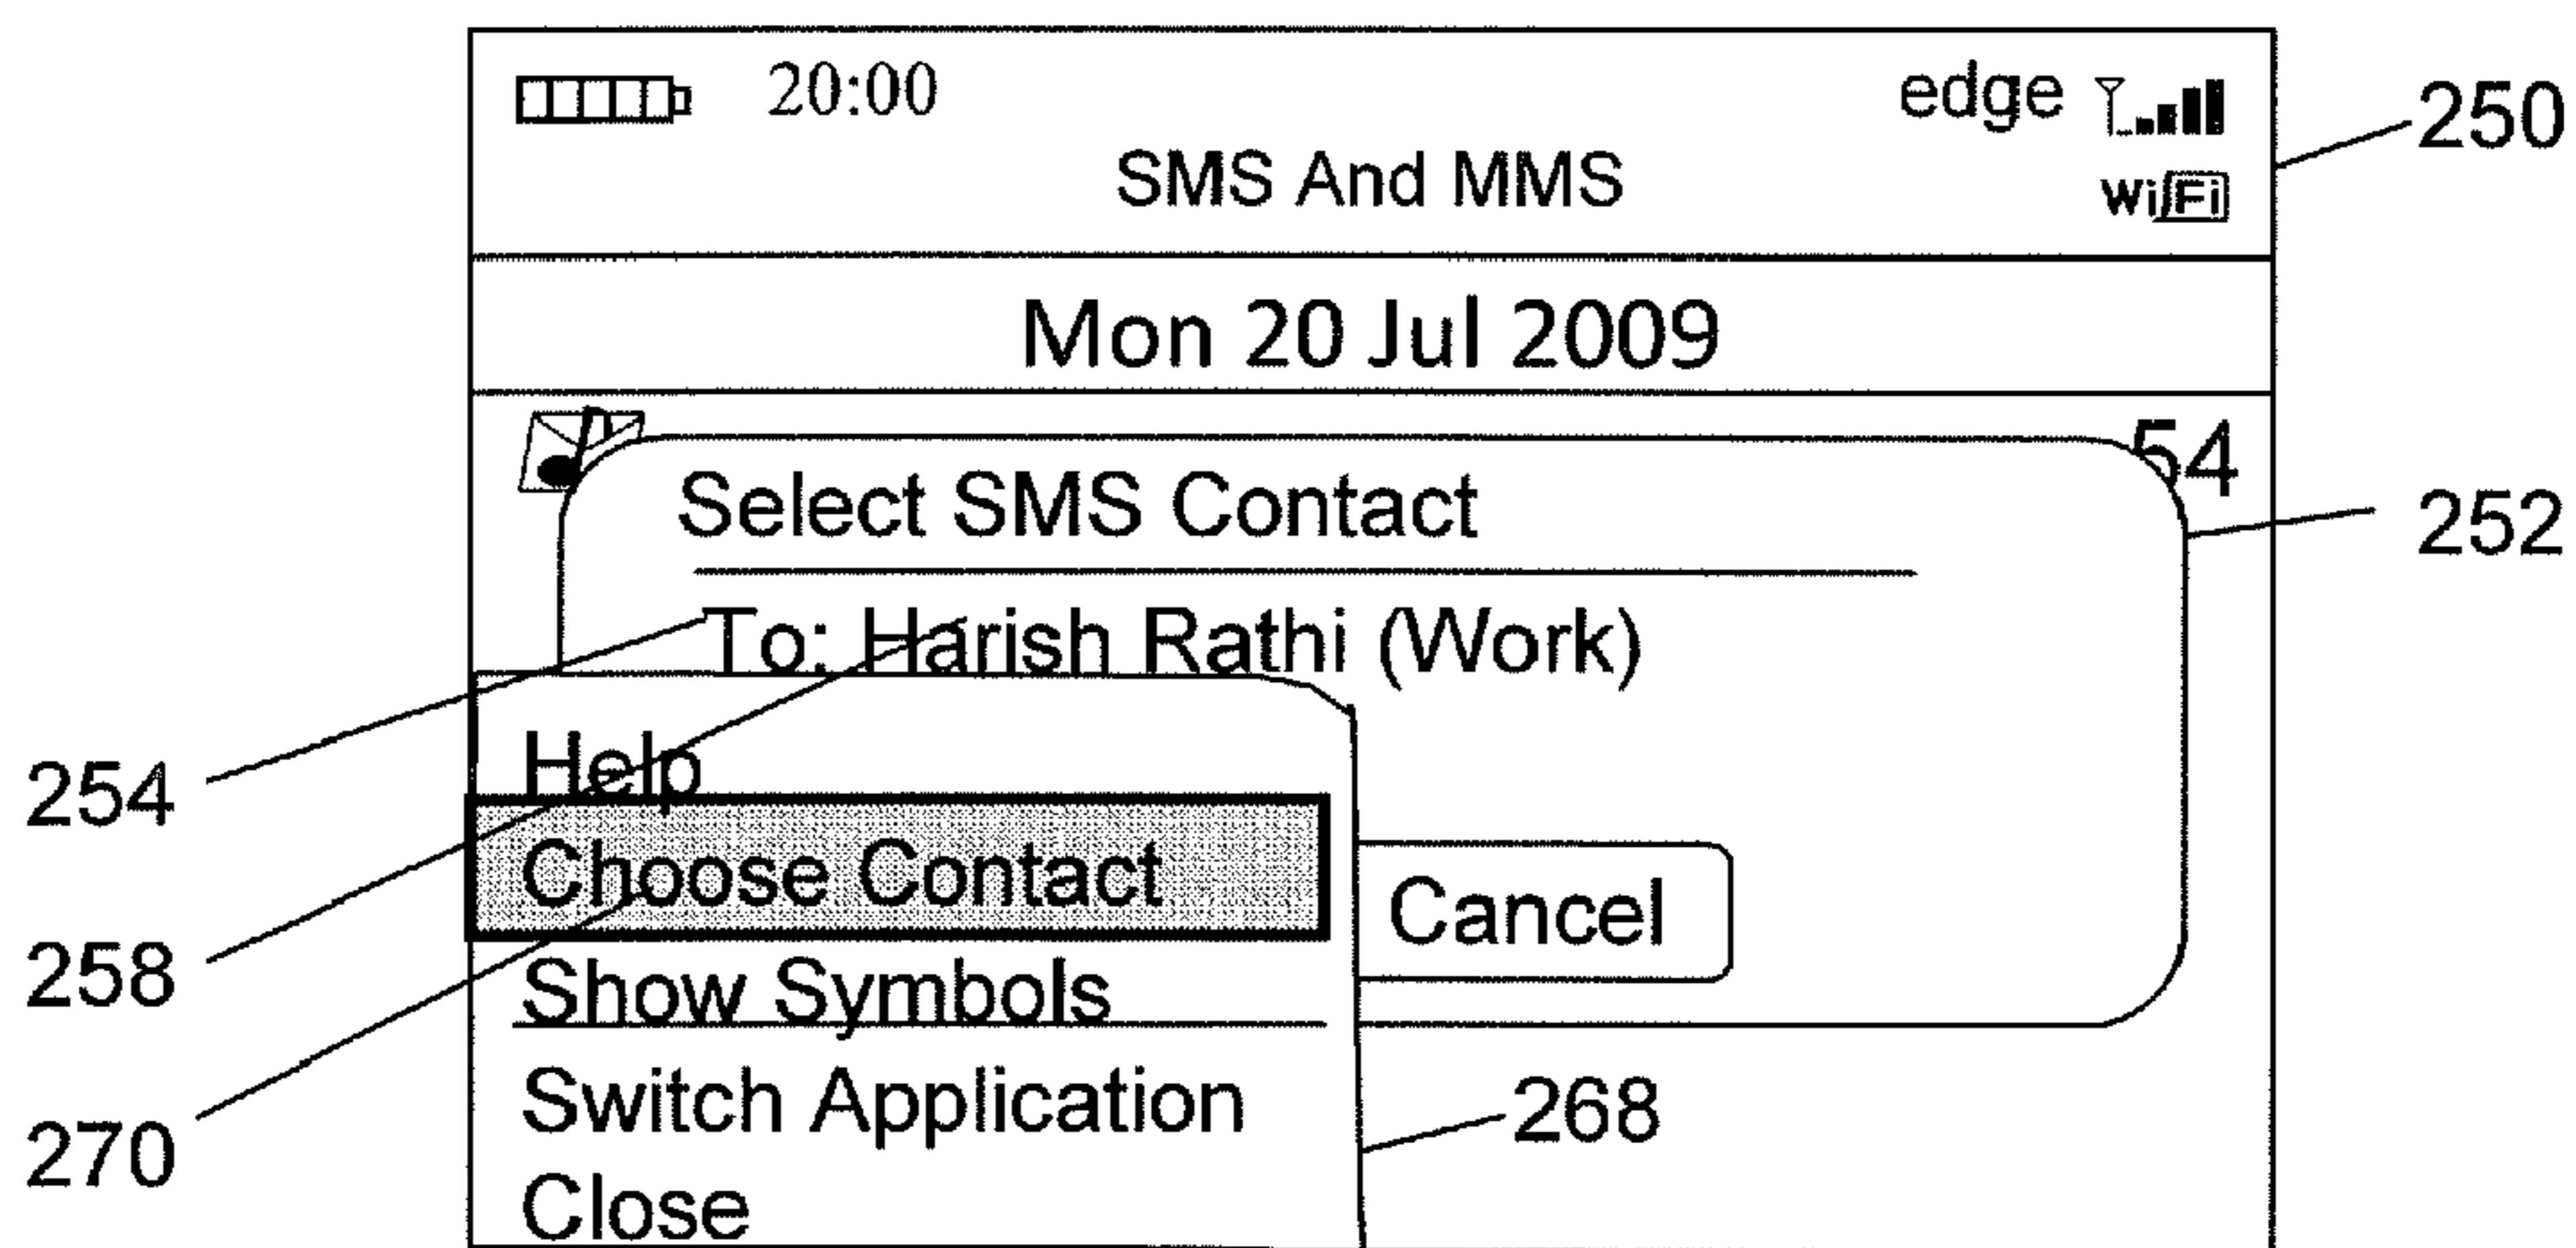 20:00 edge
250
SMS And MMS
WiFi
Mon 20 Jul 2009
54
Select SMS Contact
252
To: Harish Rathi (Work)
254
Help
258
Choose Contact
Cancel
Show Symbols
270
Switch Application
268
Close